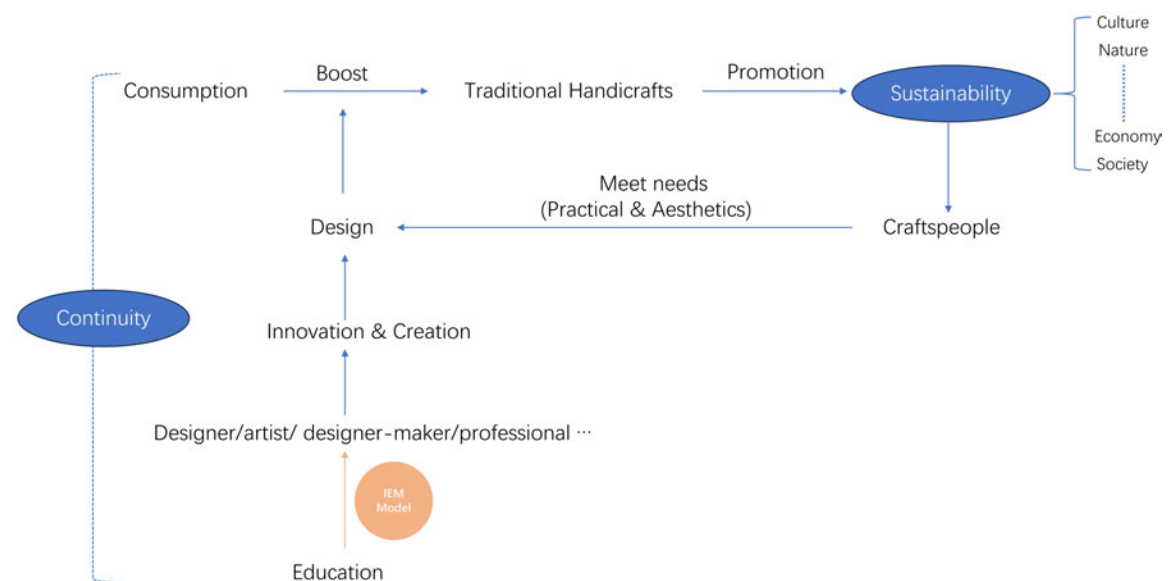 Culture
Nature
Boost
Promotion
Consumption
Traditional Handicrafts
Sustainability
Economy
Society
Meet needs
(Practical & Aesthetics)
Design
Craftspeople
Continuity
Innovation & Creation
Designer/artist/ designer-maker/professional ···
IEM
Model
Education